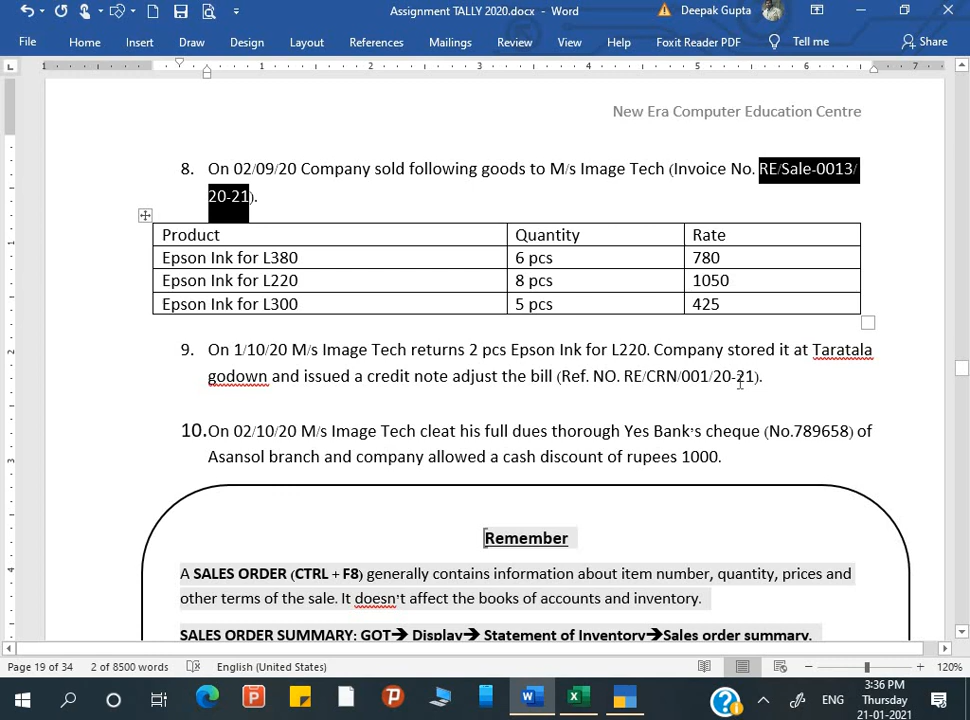 Assignment TALLY 2020.docx - Word
Deepak Gupta
File Home Insert Draw Design Layout References Mailings Review View Help Foxit Reader PDF Tell me Share
1 1 2 3 4 5 6 7
New Era Computer Education Centre
8. On 02/09/20 Company sold following goods to M/s Image Tech (Invoice No. RE/Sale-0013/
20-21).
Product Quantity Rate
Epson Ink for L380 6 pcs 780
Epson Ink for L220 8 pcs 1050
Epson Ink for L300 5 pcs 425
9. On 1/10/20 M/s Image Tech returns 2 pcs Epson Ink for L220. Company stored it at Taratala
godown and issued a credit note adjust the bill (Ref. NO. RE/CRN/001/20-21).
10. On 02/10/20 M/s Image Tech cleat his full dues thorough Yes Bank's cheque (No.789658) of
Asansol branch and company allowed a cash discount of rupees 1000.
Remember
A SALES ORDER (CTRL + F8) generally contains information about item number, quantity, prices and
other terms of the sale. It doesn't affect the books of accounts and inventory.
SALES ORDER SUMMARY: GOT➔ Display➔ Statement of Inventory➔Sales order summary.
Page 19 of 34 2 of 8500 words English (United States) 120%
ENG
3:36 PM
Thursday
21-01-2021